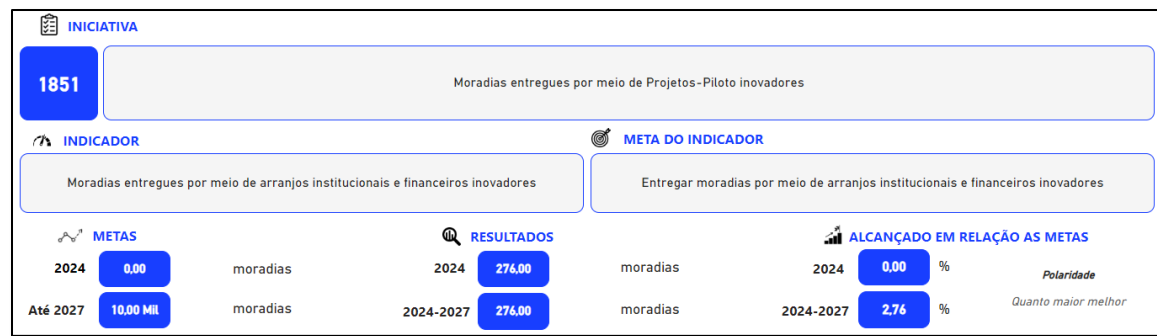 INICIATIVA
1851
Moradias entregues por meio de Projetos-Piloto inovadores
INDICADOR
META DO INDICADOR
Moradias entregues por meio de arranjos institucionais e financeiros inovadores
Entregar moradias por meio de arranjos institucionais e financeiros inovadores
METAS
RESULTADOS
ALCANÇADO EM RELAÇÃO AS METAS
2024 0,00 moradias
2024 276,00 moradias
2024 0,00 %
Polaridade
Até 2027 10,00 Mil moradias
2024-2027 276,00 moradias
2024-2027 2,76 %
Quanto maior melhor